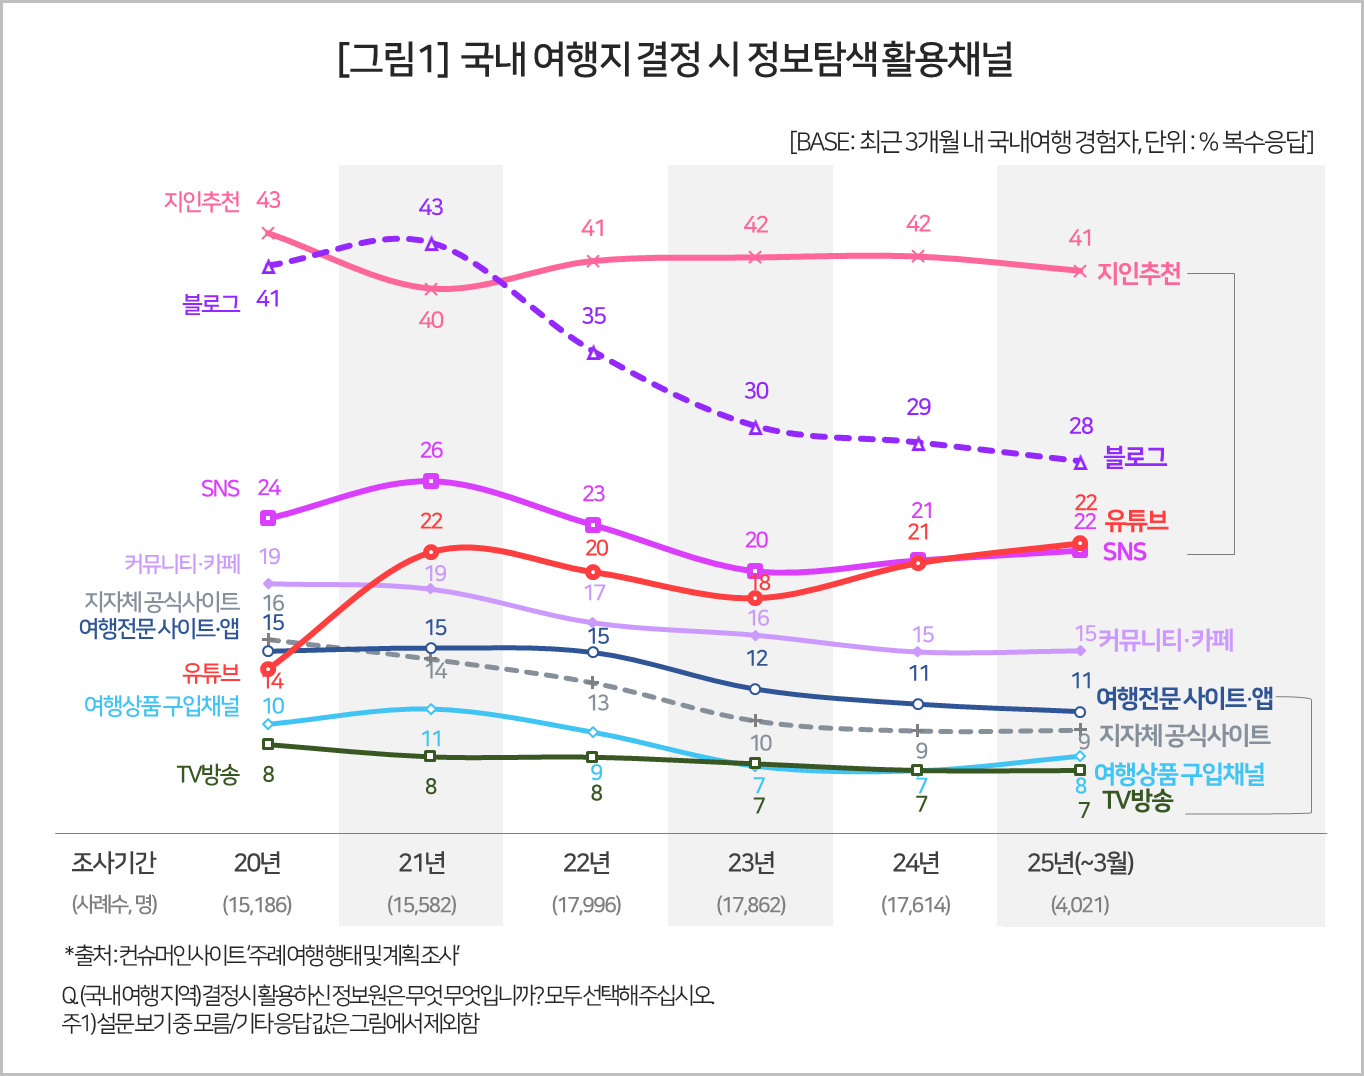 [그림1] 국내 여행지 결정 시 정보탐색 활용채널
[BASE: 최근 3개월 내 국내여행 경험자, 단위 : % 복수응답]
지인추천 43 40 41 42 42 41 지인추천
블로그 41 43 35 30 29 28 블로그
SNS 24 26 23 20 21 22 SNS
커뮤니티·카페 19 19 17 16 15 15 커뮤니티·카페
지자체 공식사이트 16 14 13 10 9 9 지자체 공식사이트
여행전문 사이트·앱 15 15 15 12 11 11 여행전문 사이트·앱
유튜브 14 22 20 18 21 22 유튜브
여행상품 구입채널 10 11 9 7 7 8 여행상품 구입채널
TV방송 8 8 8 7 7 7 TV방송
조사기간 20년 21년 22년 23년 24년 25년(~3월)
(사례수, 명) (15,186) (15,582) (17,996) (17,862) (17,614) (4,021)
*출처 : 컨슈머인사이트 '주례 여행 행태 및 계획 조사'
Q. (국내 여행 지역) 결정시 활용하신 정보원은 무엇 무엇입니까? 모두 선택해 주십시오.
주1) 설문 보기 중 모름/기타 응답 값은 그림에서 제외함